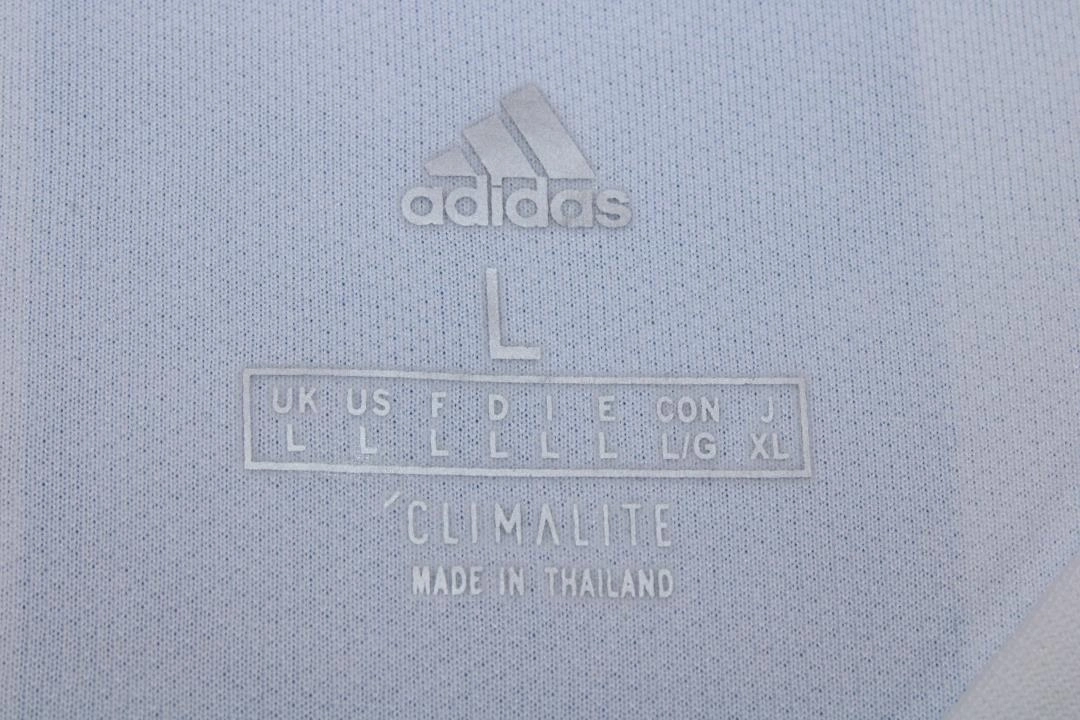 adidas
L
UK US F D I E CON J
L L L L L L L/G XL
´CLIMALITE
MADE IN THAILAND